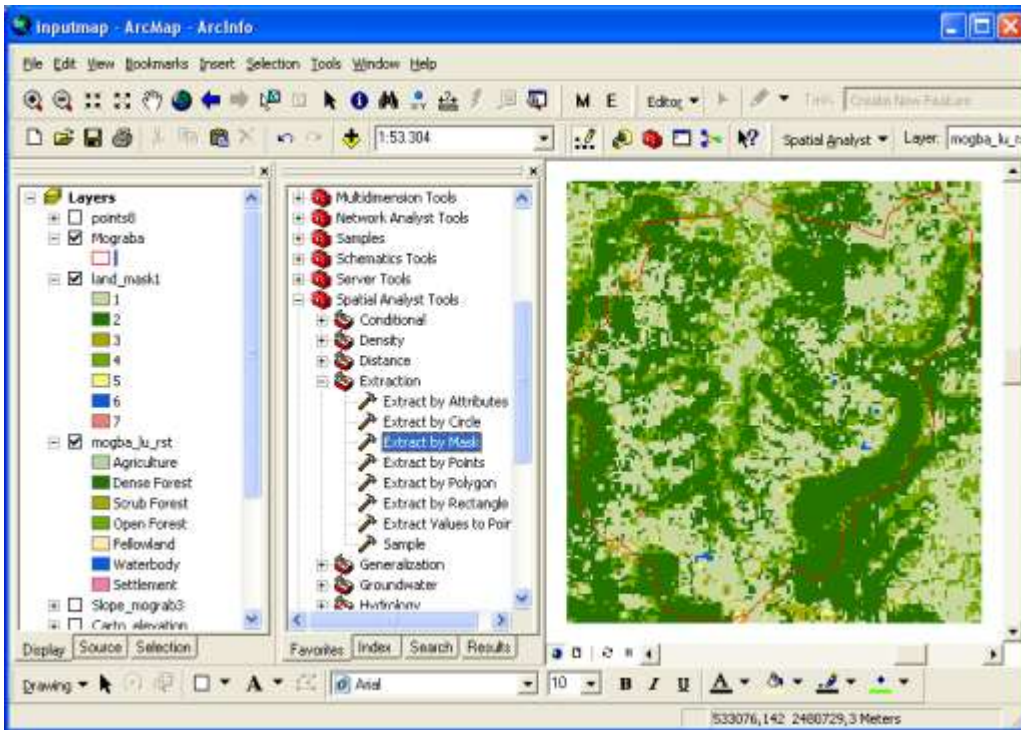 inputmap - ArcMap - ArcInfo
File Edit View Bookmarks Insert Selection Tools Window Help
M E Editor Task: Create New Feature
1:53.304 Spatial Analyst Layer: mogba_lu_rs
Layers
points8
Mograba
land_mask1
1
2
3
4
5
6
7
mogba_lu_rst
Agriculture
Dense Forest
Scrub Forest
Open Forest
Fellowland
Waterbody
Settlement
Slope_mograb3
Carto_elevation
Display Source Selection
Multidimension Tools
Network Analyst Tools
Samples
Schematics Tools
Server Tools
Spatial Analyst Tools
Conditional
Density
Distance
Extraction
Extract by Attributes
Extract by Circle
Extract by Mask
Extract by Points
Extract by Polygon
Extract by Rectangle
Extract Values to Poir
Sample
Generalization
Groundwater
Hydrology
Favorites Index Search Results
Drawing A Arial 10 B I U A
533076,142 2480729,3 Meters